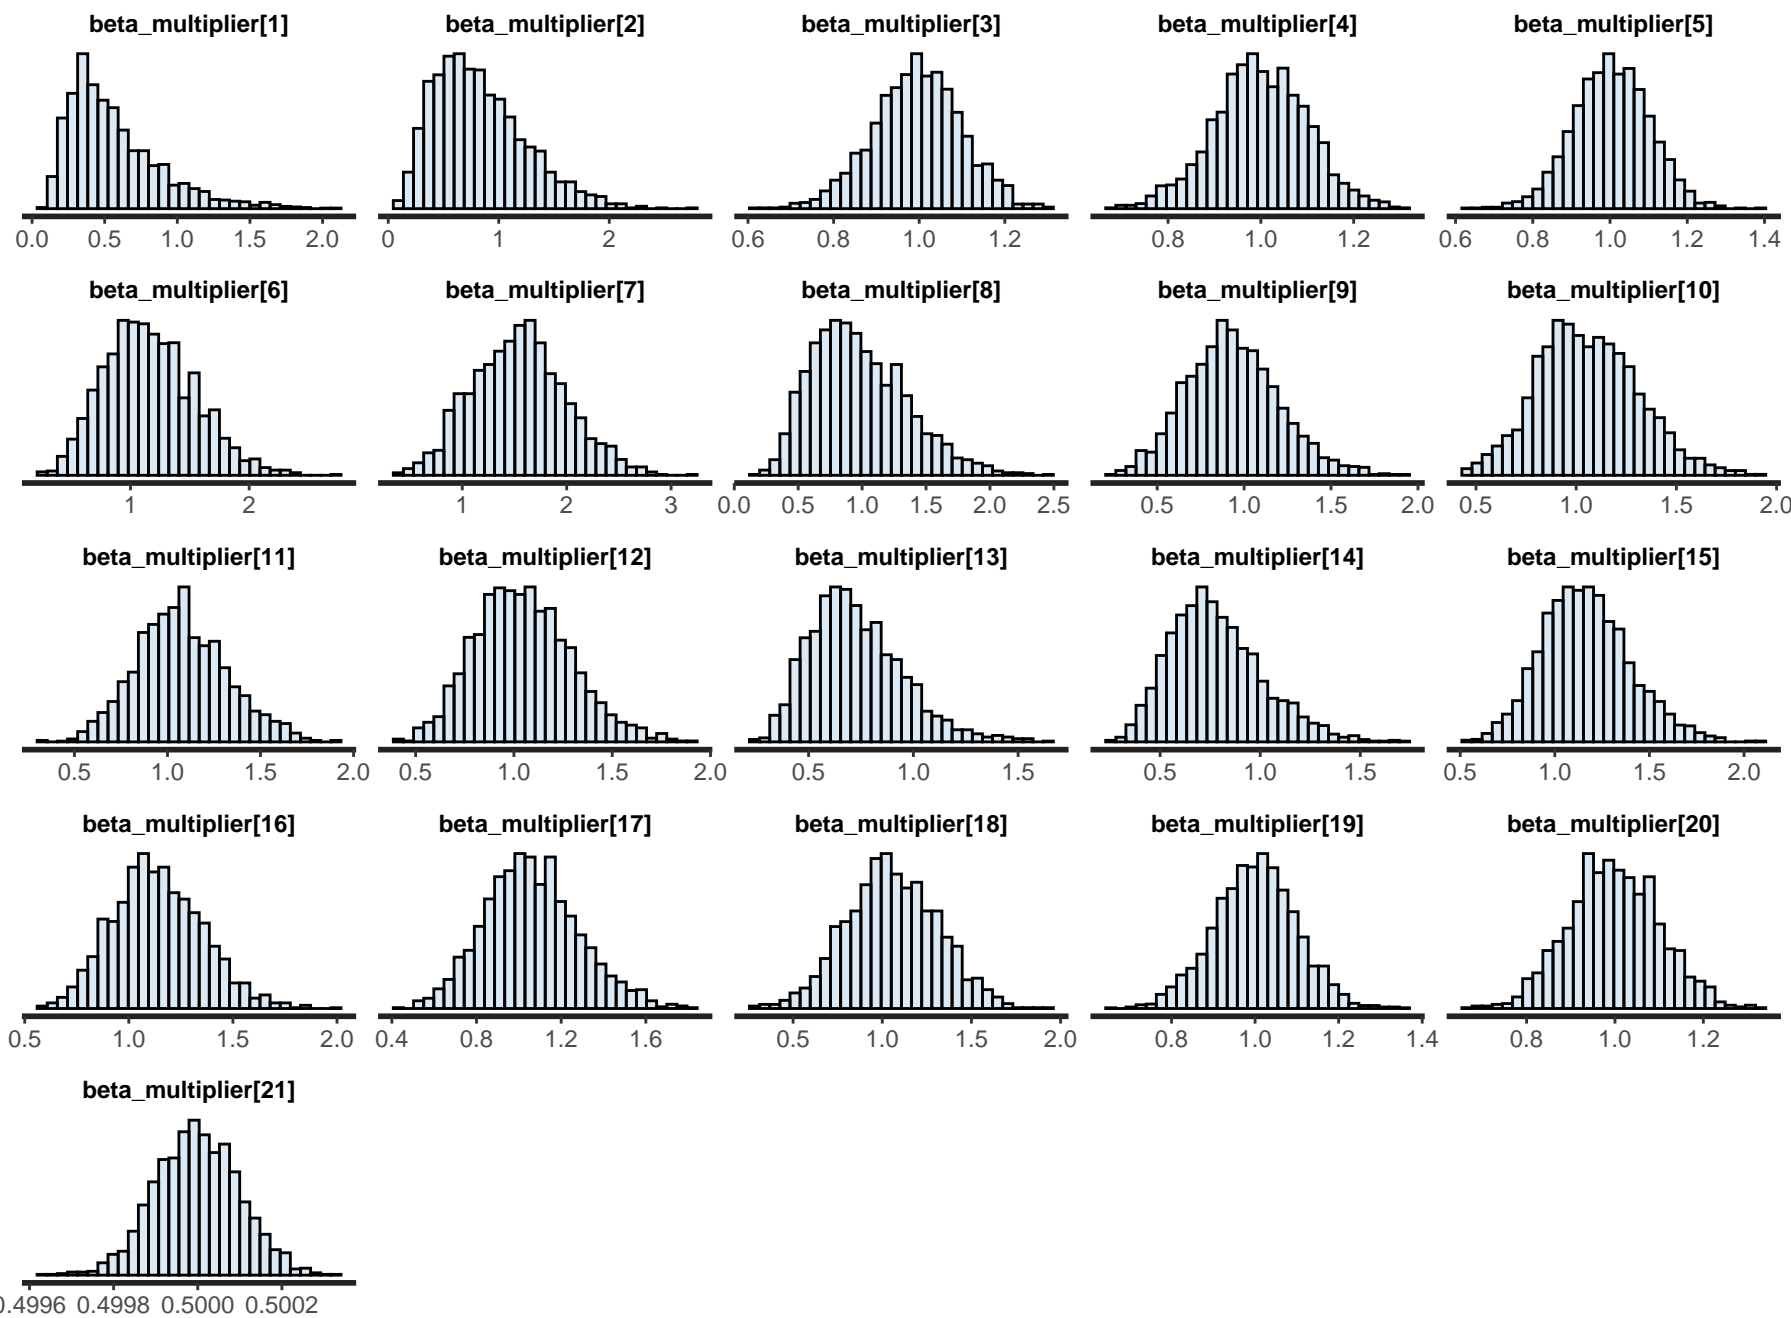 beta_multiplier[1] beta_multiplier[2] beta_multiplier[3] beta_multiplier[4] beta_multiplier[5]
0.0 0.5 1.0 1.5 2.0 0 1 2 0.6 0.8 1.0 1.2 0.8 1.0 1.2 0.6 0.8 1.0 1.2 1.4
beta_multiplier[6] beta_multiplier[7] beta_multiplier[8] beta_multiplier[9] beta_multiplier[10]
1 2 1 2 3 0.0 0.5 1.0 1.5 2.0 2.5 0.5 1.0 1.5 2.0 0.5 1.0 1.5 2.0
beta_multiplier[11] beta_multiplier[12] beta_multiplier[13] beta_multiplier[14] beta_multiplier[15]
0.5 1.0 1.5 2.0 0.5 1.0 1.5 2.0 0.5 1.0 1.5 0.5 1.0 1.5 0.5 1.0 1.5 2.0
beta_multiplier[16] beta_multiplier[17] beta_multiplier[18] beta_multiplier[19] beta_multiplier[20]
0.5 1.0 1.5 2.0 0.4 0.8 1.2 1.6 0.5 1.0 1.5 2.0 0.8 1.0 1.2 1.4 0.8 1.0 1.2
beta_multiplier[21]
0.4996 0.4998 0.5000 0.5002